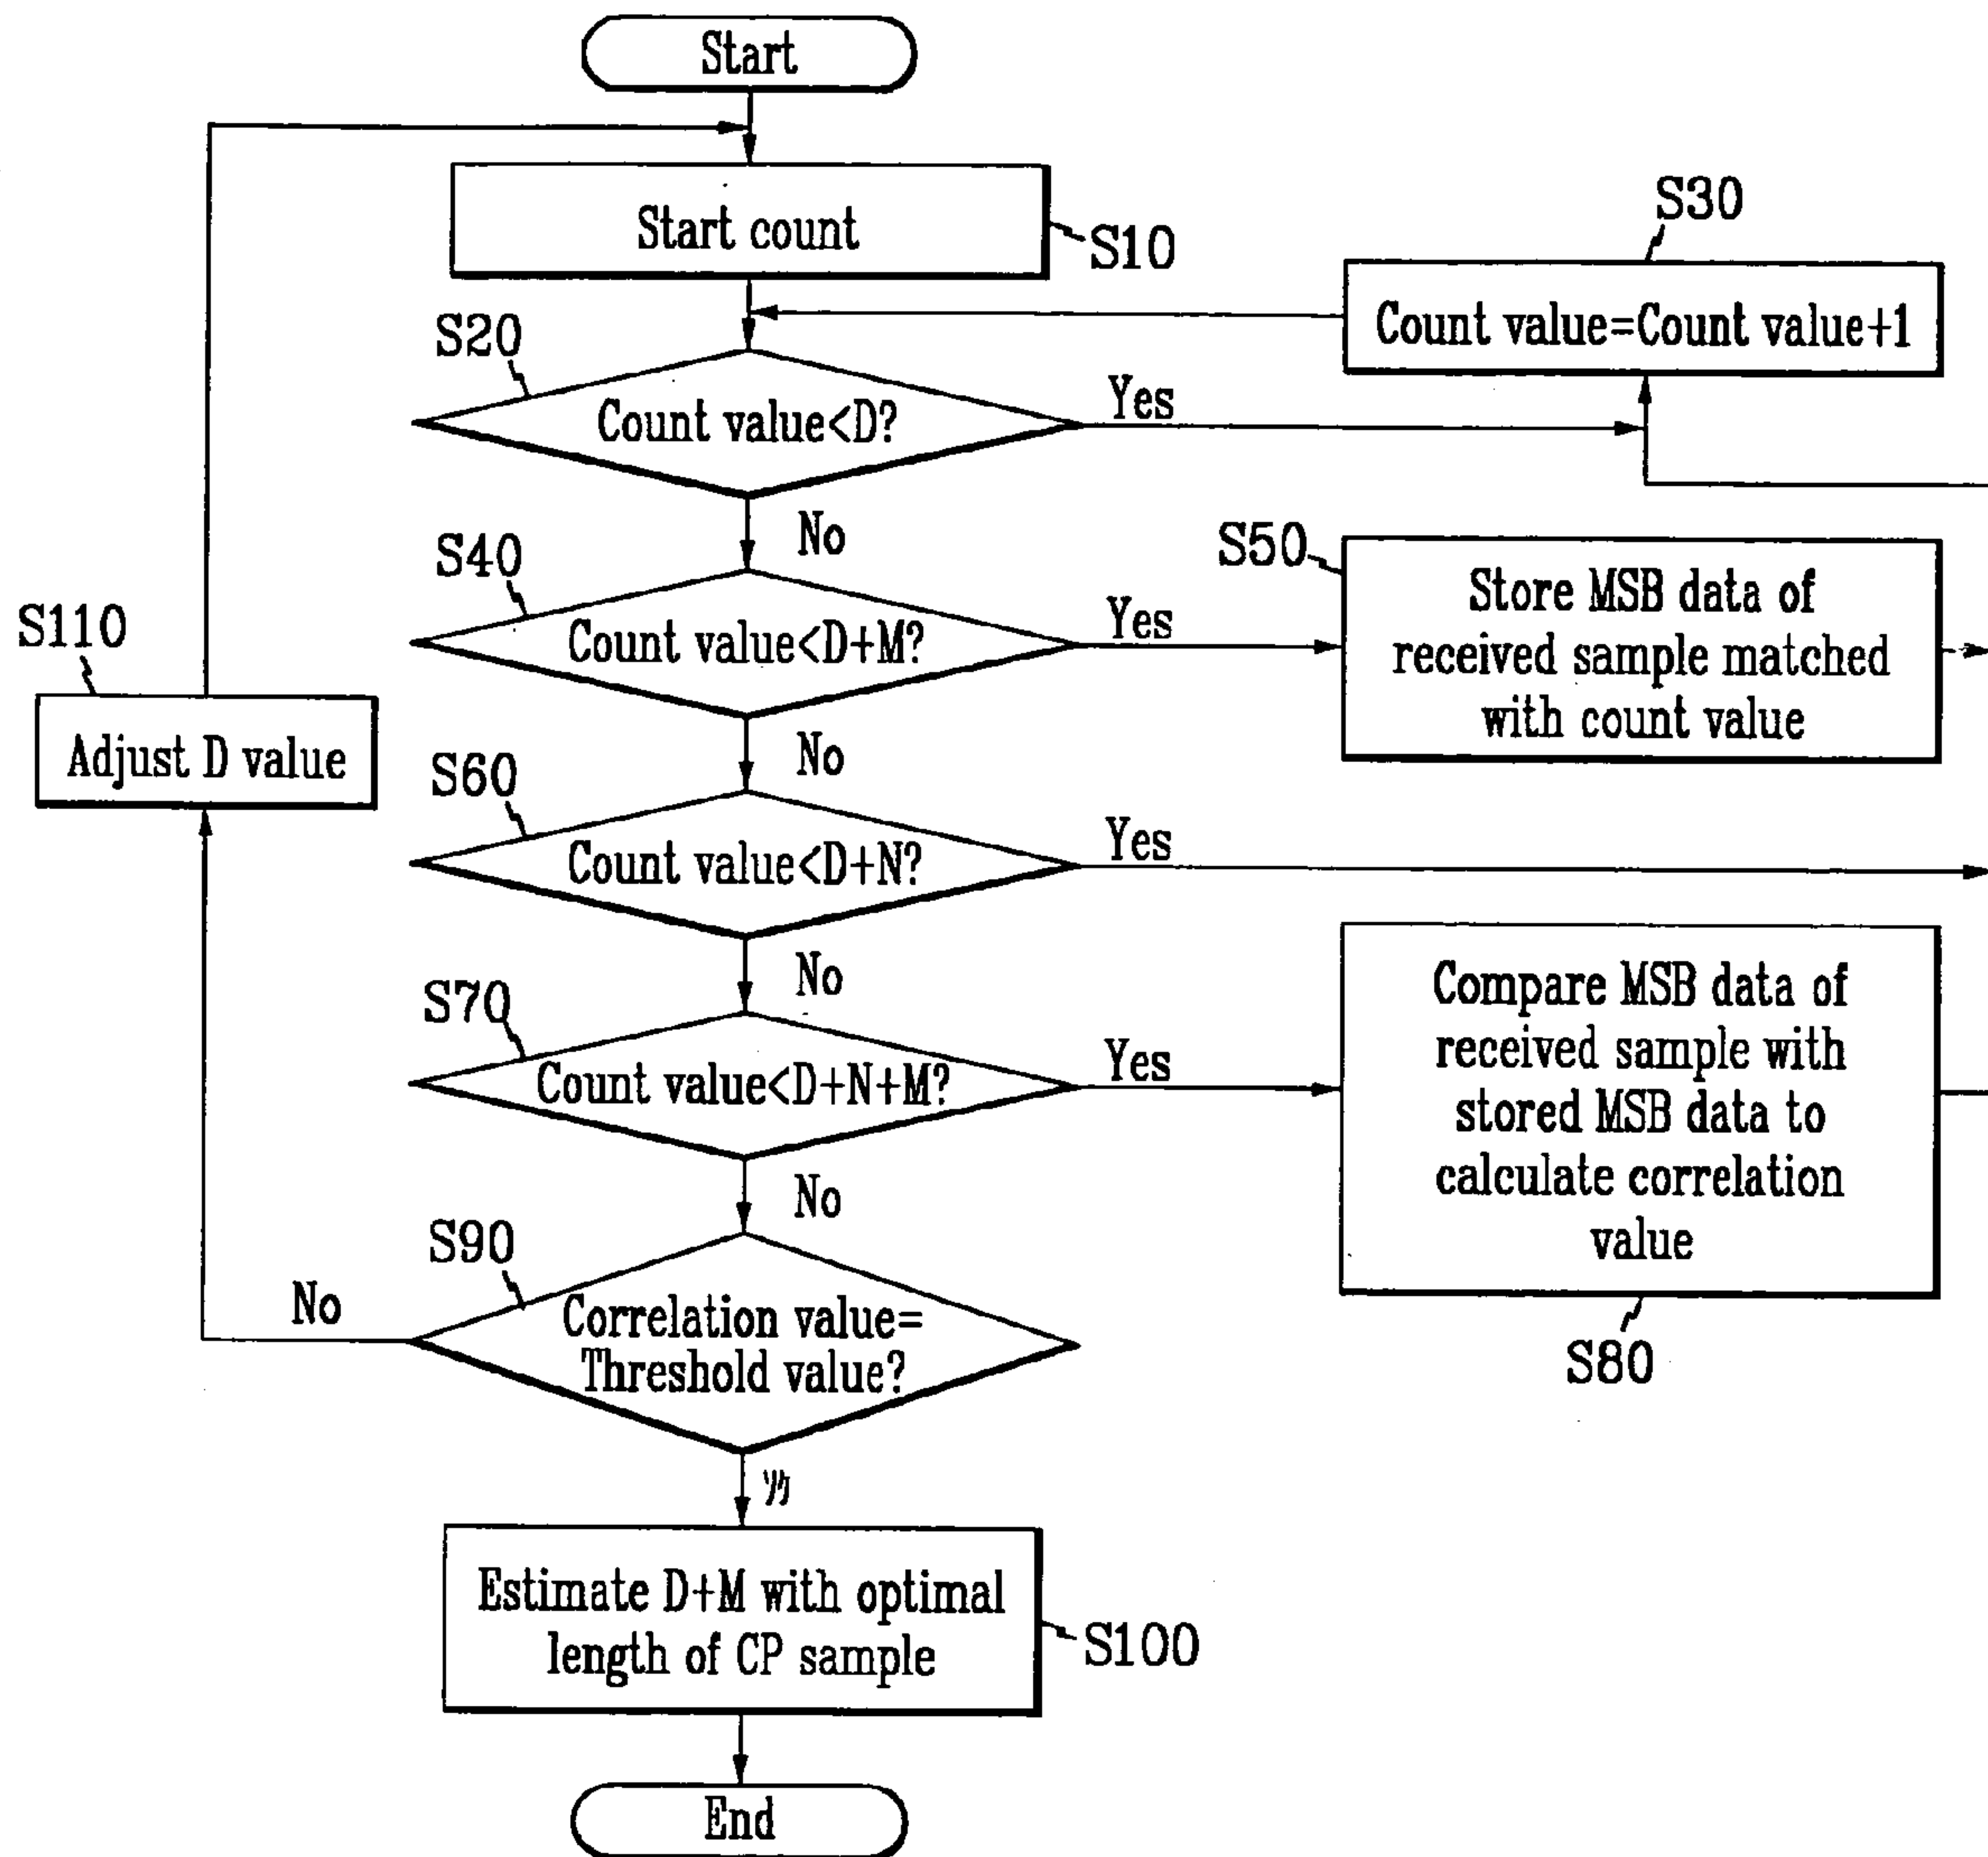 Start
Start count
S10
S30
Count value=Count value+1
S20
Count value<D?
Yes
No
S40
Count value<D+M?
Yes
S50
Store MSB data of
received sample matched
with count value
No
S110
Adjust D value
S60
Count value<D+N?
Yes
No
S70
Count value<D+N+M?
Yes
Compare MSB data of
received sample with
stored MSB data to
calculate correlation
value
S80
No
S90
Correlation value=
Threshold value?
No
Estimate D+M with optimal
length of CP sample
S100
End